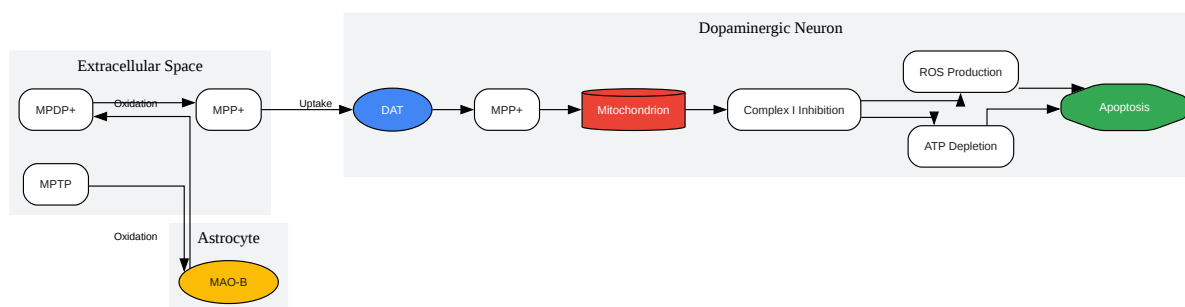 Dopaminergic Neuron
Extracellular Space
ROS Production
MPDP+
Oxidation
MPP+
Uptake
DAT
MPP+
Mitochondrion
Complex I Inhibition
Apoptosis
ATP Depletion
MPTP
Oxidation
Astrocyte
MAO-B